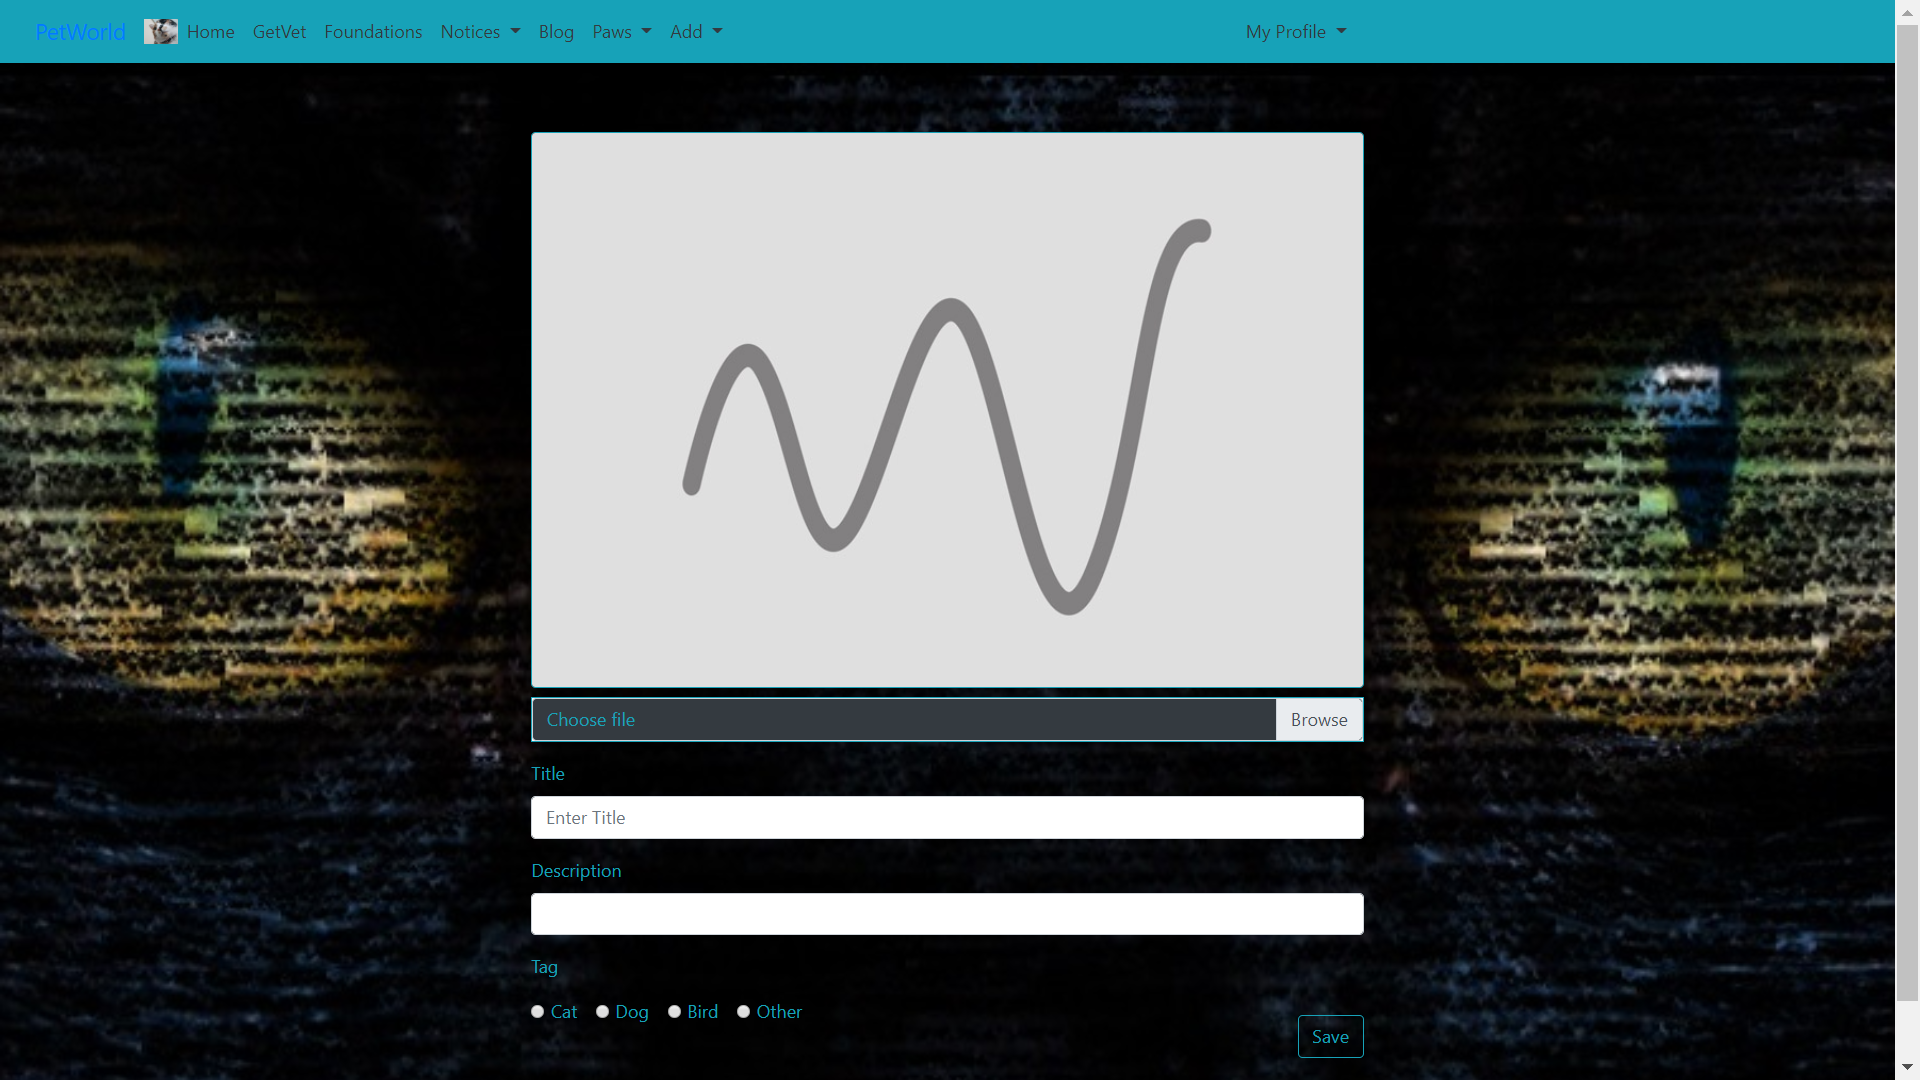 PetWorld Home GetVet Foundations Notices Blog Paws Add My Profile
Choose file Browse
Title
Enter Title
Description
Tag
Cat Dog Bird Other
Save